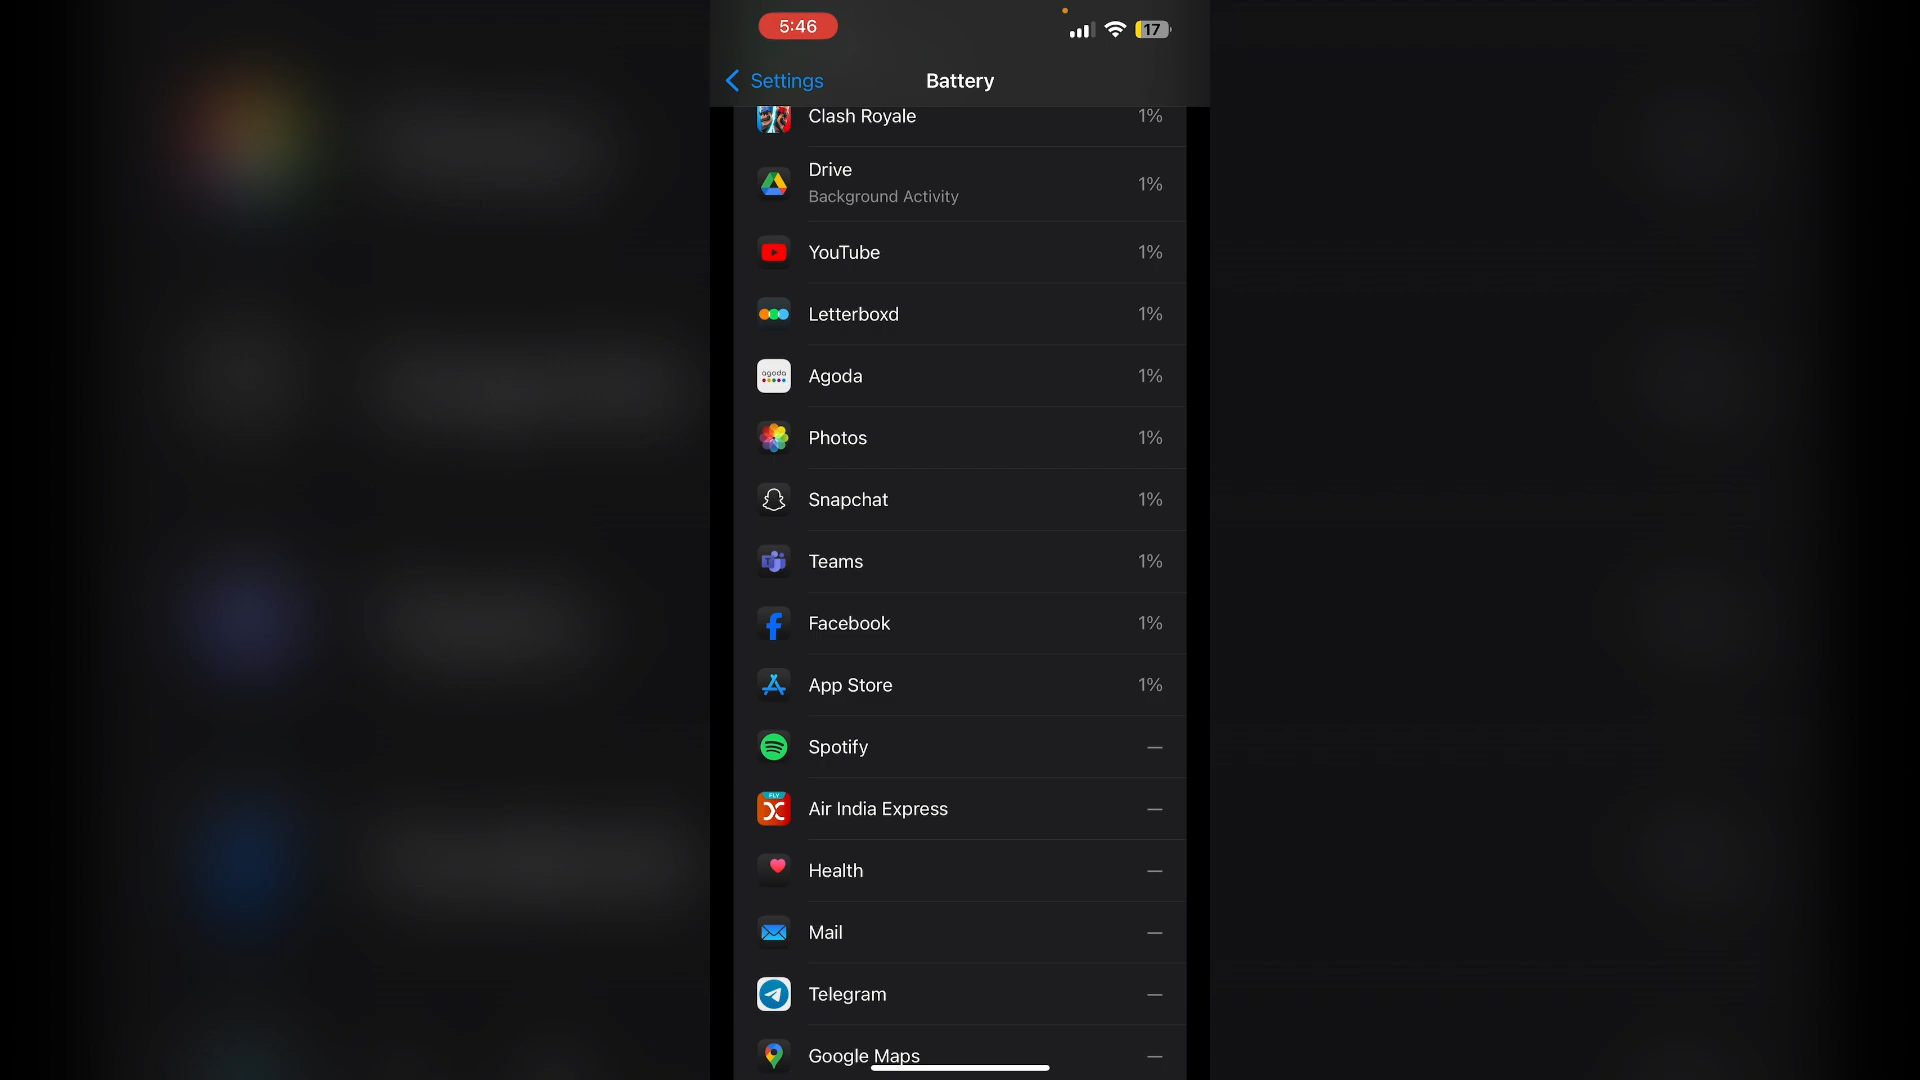 5:46
17
Settings
Battery
Clash Royale 1%
Drive
Background Activity
1%
YouTube 1%
Letterboxd 1%
agoda
Agoda 1%
Photos 1%
Snapchat 1%
Teams 1%
Facebook 1%
App Store 1%
Spotify —
FLY
Air India Express —
Health —
Mail —
Telegram —
Google Maps —